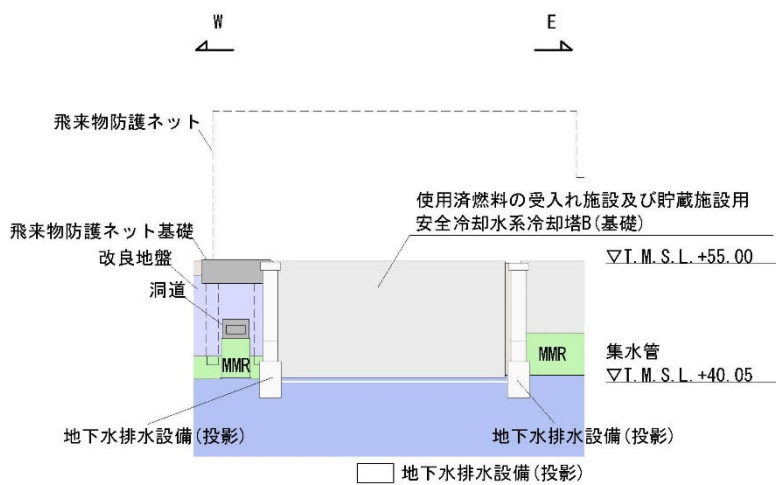 W
E
飛来物防護ネット
使用済燃料の受入れ施設及び貯蔵施設用
安全冷却水系冷却塔B(基礎)
飛来物防護ネット基礎
改良地盤
▽T.M.S.L.+55.00
洞道
MMR
MMR
集水管
▽T.M.S.L.+40.05
地下水排水設備(投影)
地下水排水設備(投影)
地下水排水設備(投影)